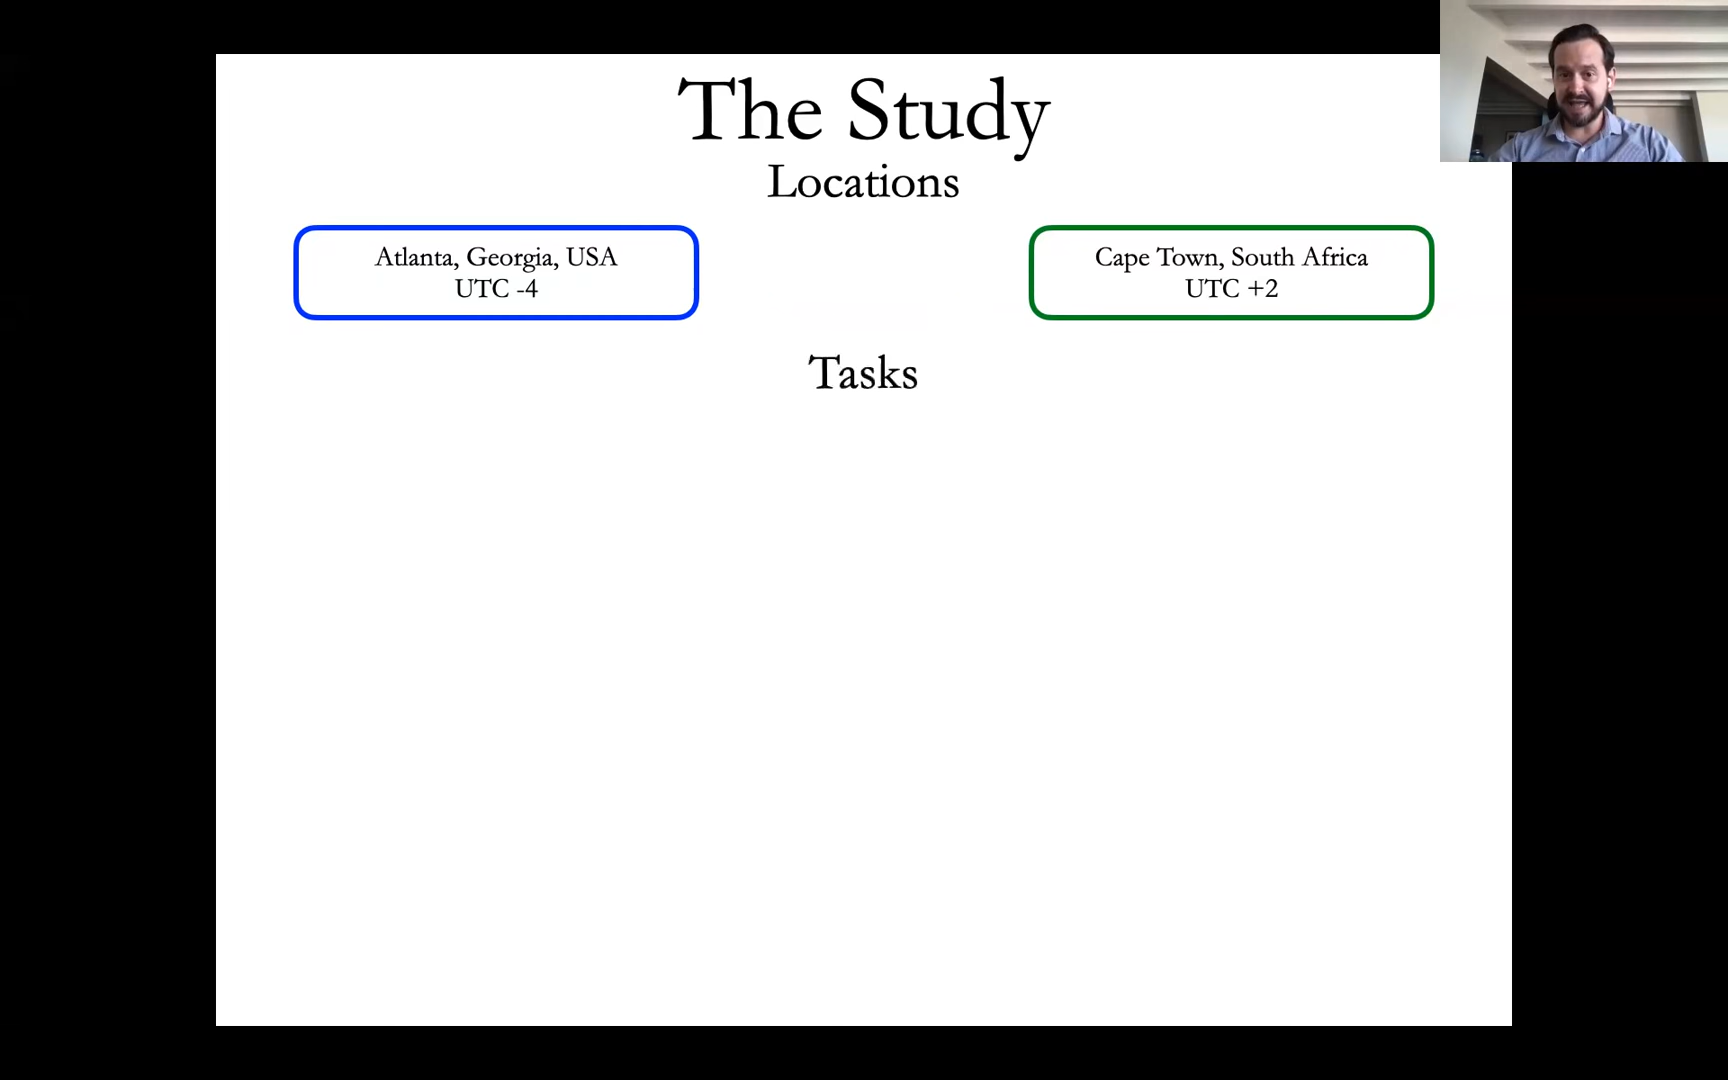 The Study
Locations
Atlanta, Georgia, USA
UTC -4
Cape Town, South Africa
UTC +2
Tasks